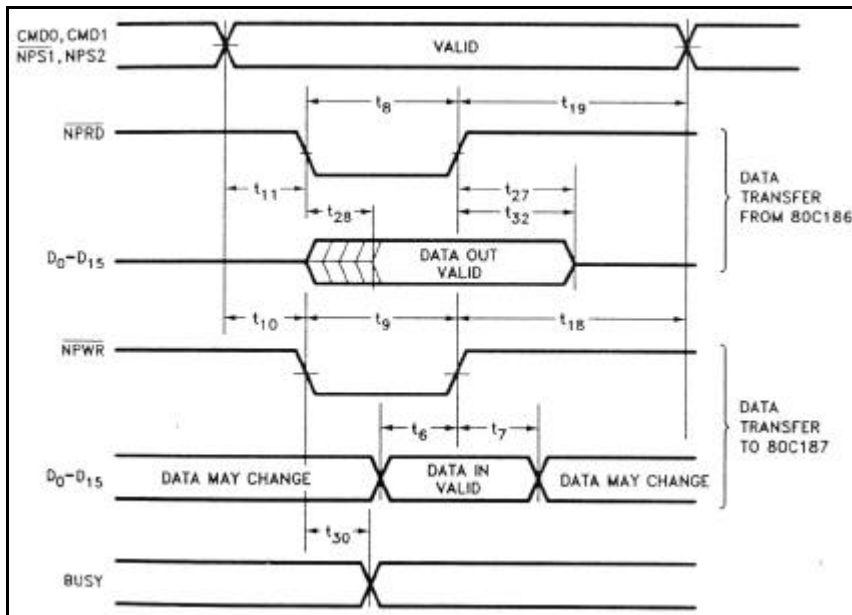 CMD0, CMD1
NPS1, NPS2
VALID
t8
t19
NPRD
t11
t27
t28
t32
DATA
TRANSFER
FROM 80C186
D0-D15
DATA OUT
VALID
t10
t9
t18
NPWR
t6
t7
DATA
TRANSFER
TO 80C187
D0-D15
DATA MAY CHANGE
DATA IN
VALID
DATA MAY CHANGE
t30
BUSY